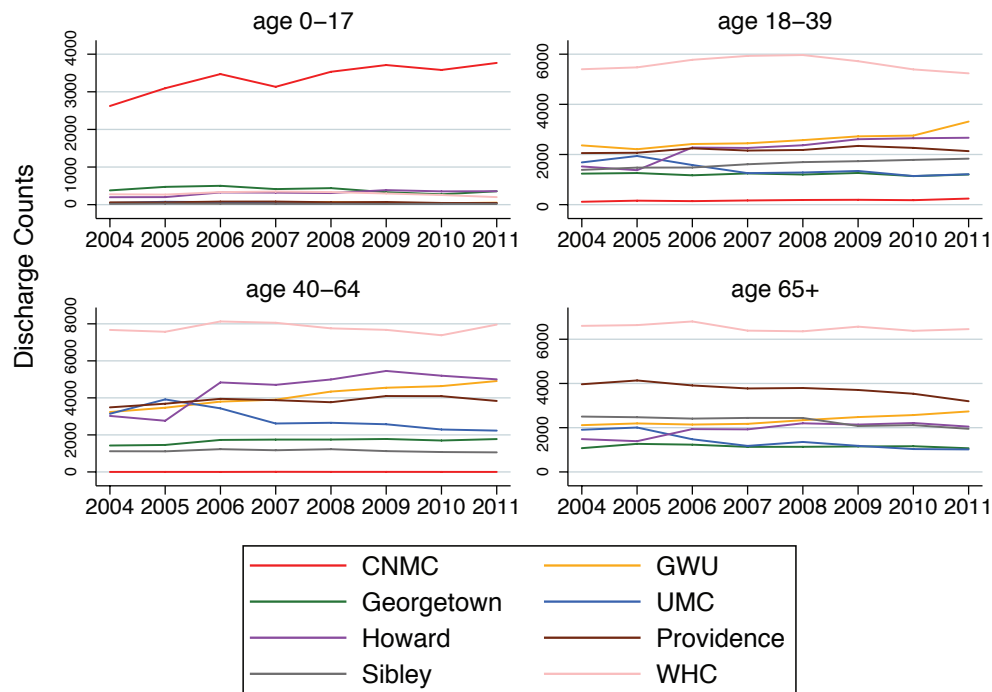 age 0−17
age 18−39
0 1000 2000 3000 4000
0 2000 4000 6000
2004 2005 2006 2007 2008 2009 2010 2011
2004 2005 2006 2007 2008 2009 2010 2011
Discharge Counts
age 40−64
age 65+
0 2000 4000 6000 8000
0 2000 4000 6000
2004 2005 2006 2007 2008 2009 2010 2011
2004 2005 2006 2007 2008 2009 2010 2011
CNMC GWU
Georgetown UMC
Howard Providence
Sibley WHC